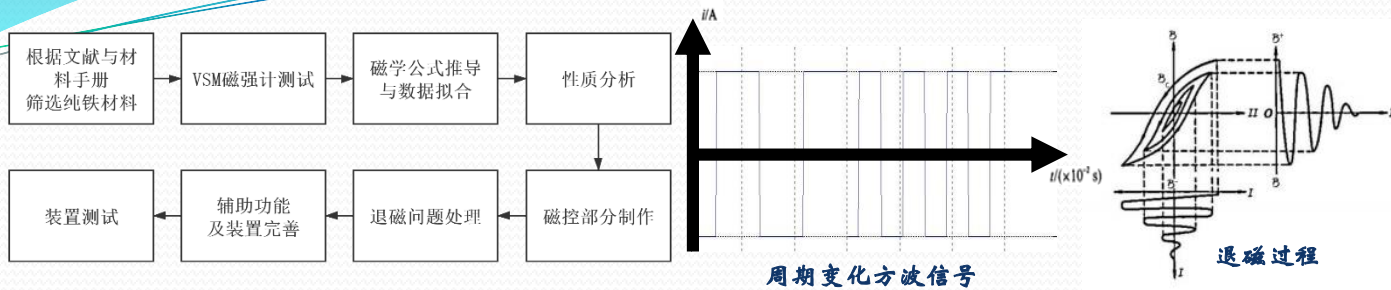 根据文献与材
料手册
筛选纯铁材料
VSM磁强计测试
磁学公式推导
与数据拟合
性质分析
装置测试
辅助功能
及装置完善
退磁问题处理
磁控部分制作
i/A
t/(×10⁻² s)
周期变化方波信号
B
B⁺
B
II
O
B⁻
B
I
I
退磁过程